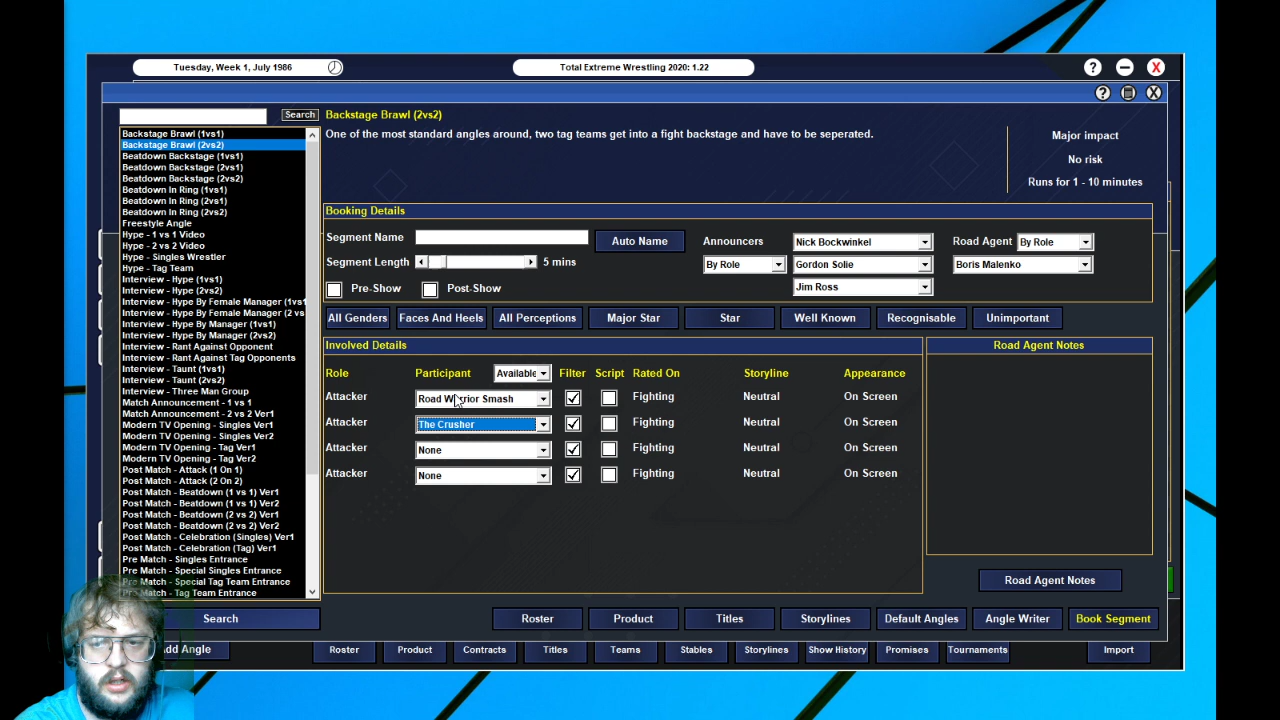 Tuesday, Week 1, July 1986
Total Extreme Wrestling 2020: 1.22
? X
? X
Search
Backstage Brawl (2vs2)
One of the most standard angles around, two tag teams get into a fight backstage and have to be seperated.
Major impact
No risk
Runs for 1 - 10 minutes
Backstage Brawl (1vs1)
Backstage Brawl (2vs2)
Beatdown Backstage (1vs1)
Beatdown Backstage (2vs1)
Beatdown Backstage (2vs2)
Beatdown In Ring (1vs1)
Beatdown In Ring (2vs1)
Beatdown In Ring (2vs2)
Freestyle Angle
Hype - 1 vs 1 Video
Hype - 2 vs 2 Video
Hype - Singles Wrestler
Hype - Tag Team
Interview - Hype (1vs1)
Interview - Hype (2vs2)
Interview - Hype By Female Manager (1vs1
Interview - Hype By Female Manager (2 vs
Interview - Hype By Manager (1vs1)
Interview - Hype By Manager (2vs2)
Interview - Rant Against Opponent
Interview - Rant Against Tag Opponents
Interview - Taunt (1vs1)
Interview - Taunt (2vs2)
Interview - Three Man Group
Match Announcement - 1 vs 1
Match Announcement - 2 vs 2 Ver1
Modern TV Opening - Singles Ver1
Modern TV Opening - Singles Ver2
Modern TV Opening - Tag Ver1
Modern TV Opening - Tag Ver2
Post Match - Attack (1 On 1)
Post Match - Attack (2 On 2)
Post Match - Beatdown (1 vs 1) Ver1
Post Match - Beatdown (1 vs 1) Ver2
Post Match - Beatdown (2 vs 2) Ver1
Post Match - Beatdown (2 vs 2) Ver2
Post Match - Celebration (Singles) Ver1
Post Match - Celebration (Tag) Ver1
Pre Match - Singles Entrance
Pre Match - Special Singles Entrance
Pre Match - Special Tag Team Entrance
Pre Match - Tag Team Entrance
Booking Details
Segment Name Auto Name Announcers Nick Bockwinkel Road Agent By Role
Segment Length 5 mins By Role Gordon Solie Boris Malenko
Pre-Show Post-Show Jim Ross
All Genders Faces And Heels All Perceptions Major Star Star Well Known Recognisable Unimportant
Involved Details Road Agent Notes
Role Participant Available Filter Script Rated On Storyline Appearance
Attacker Road Warrior Smash Fighting Neutral On Screen
Attacker The Crusher Fighting Neutral On Screen
Attacker None Fighting Neutral On Screen
Attacker None Fighting Neutral On Screen
Road Agent Notes
Search Roster Product Titles Storylines Default Angles Angle Writer Book Segment
dd Angle Roster Product Contracts Titles Teams Stables Storylines Show History Promises Tournaments Import